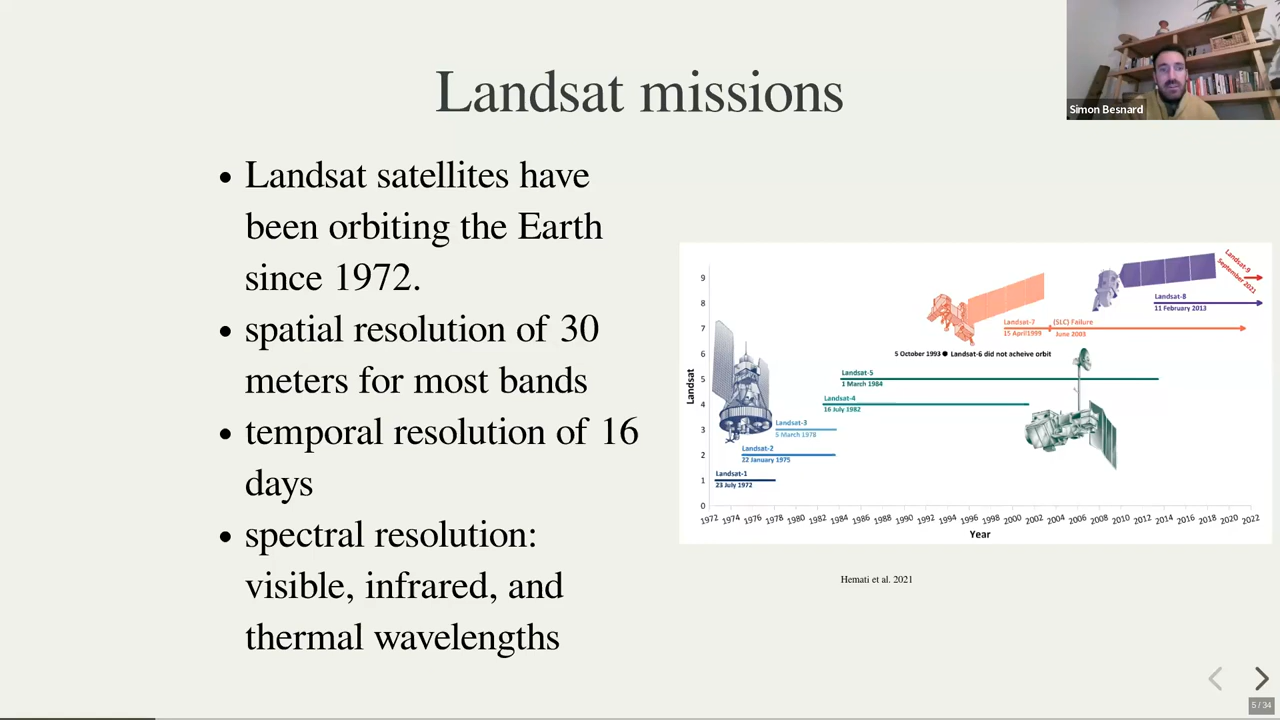 Landsat missions
Simon Besnard
Landsat satellites have
been orbiting the Earth
since 1972.
spatial resolution of 30
meters for most bands
temporal resolution of 16
days
spectral resolution:
visible, infrared, and
thermal wavelengths
Landsat
9
8
7
6
5
4
3
2
1
0
Landsat-9
September 2021
Landsat-8
11 February 2013
Landsat-7
15 April1999
(SLC) Failure
June 2003
5 October 1993 ● Landsat-6 did not acheive orbit
Landsat-5
1 March 1984
Landsat-4
16 July 1982
Landsat-3
5 March 1978
Landsat-2
22 January 1975
Landsat-1
23 July 1972
1972 1974 1976 1978 1980 1982 1984 1986 1988 1990 1992 1994 1996 1998 2000 2002 2004 2006 2008 2010 2012 2014 2016 2018 2020 2022
Year
Hemati et al. 2021
5 / 34